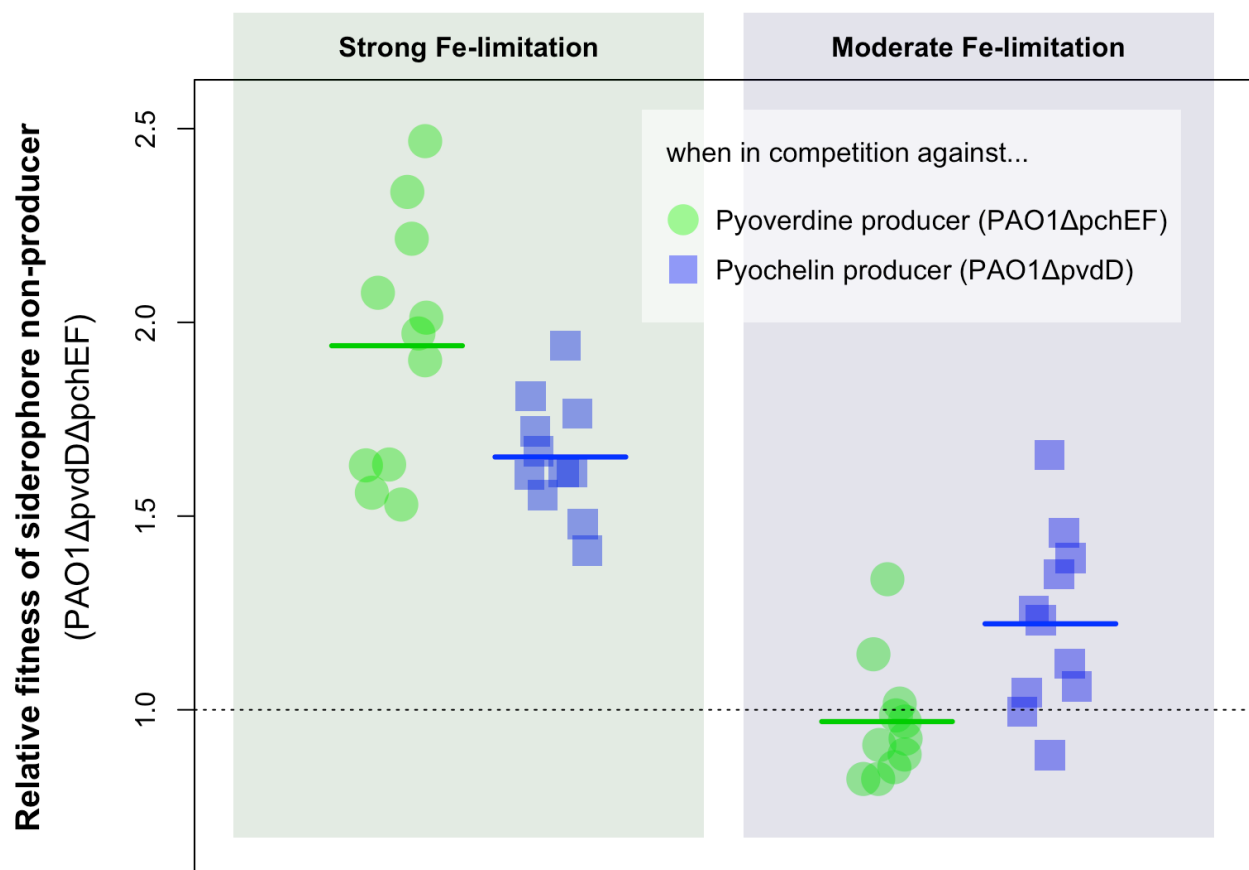 Strong Fe-limitation
Moderate Fe-limitation
Relative fitness of siderophore non-producer
(PAO1ΔpvdDΔpchEF)
2.5
2.0
1.5
1.0
when in competition against...
Pyoverdine producer (PAO1ΔpchEF)
Pyochelin producer (PAO1ΔpvdD)